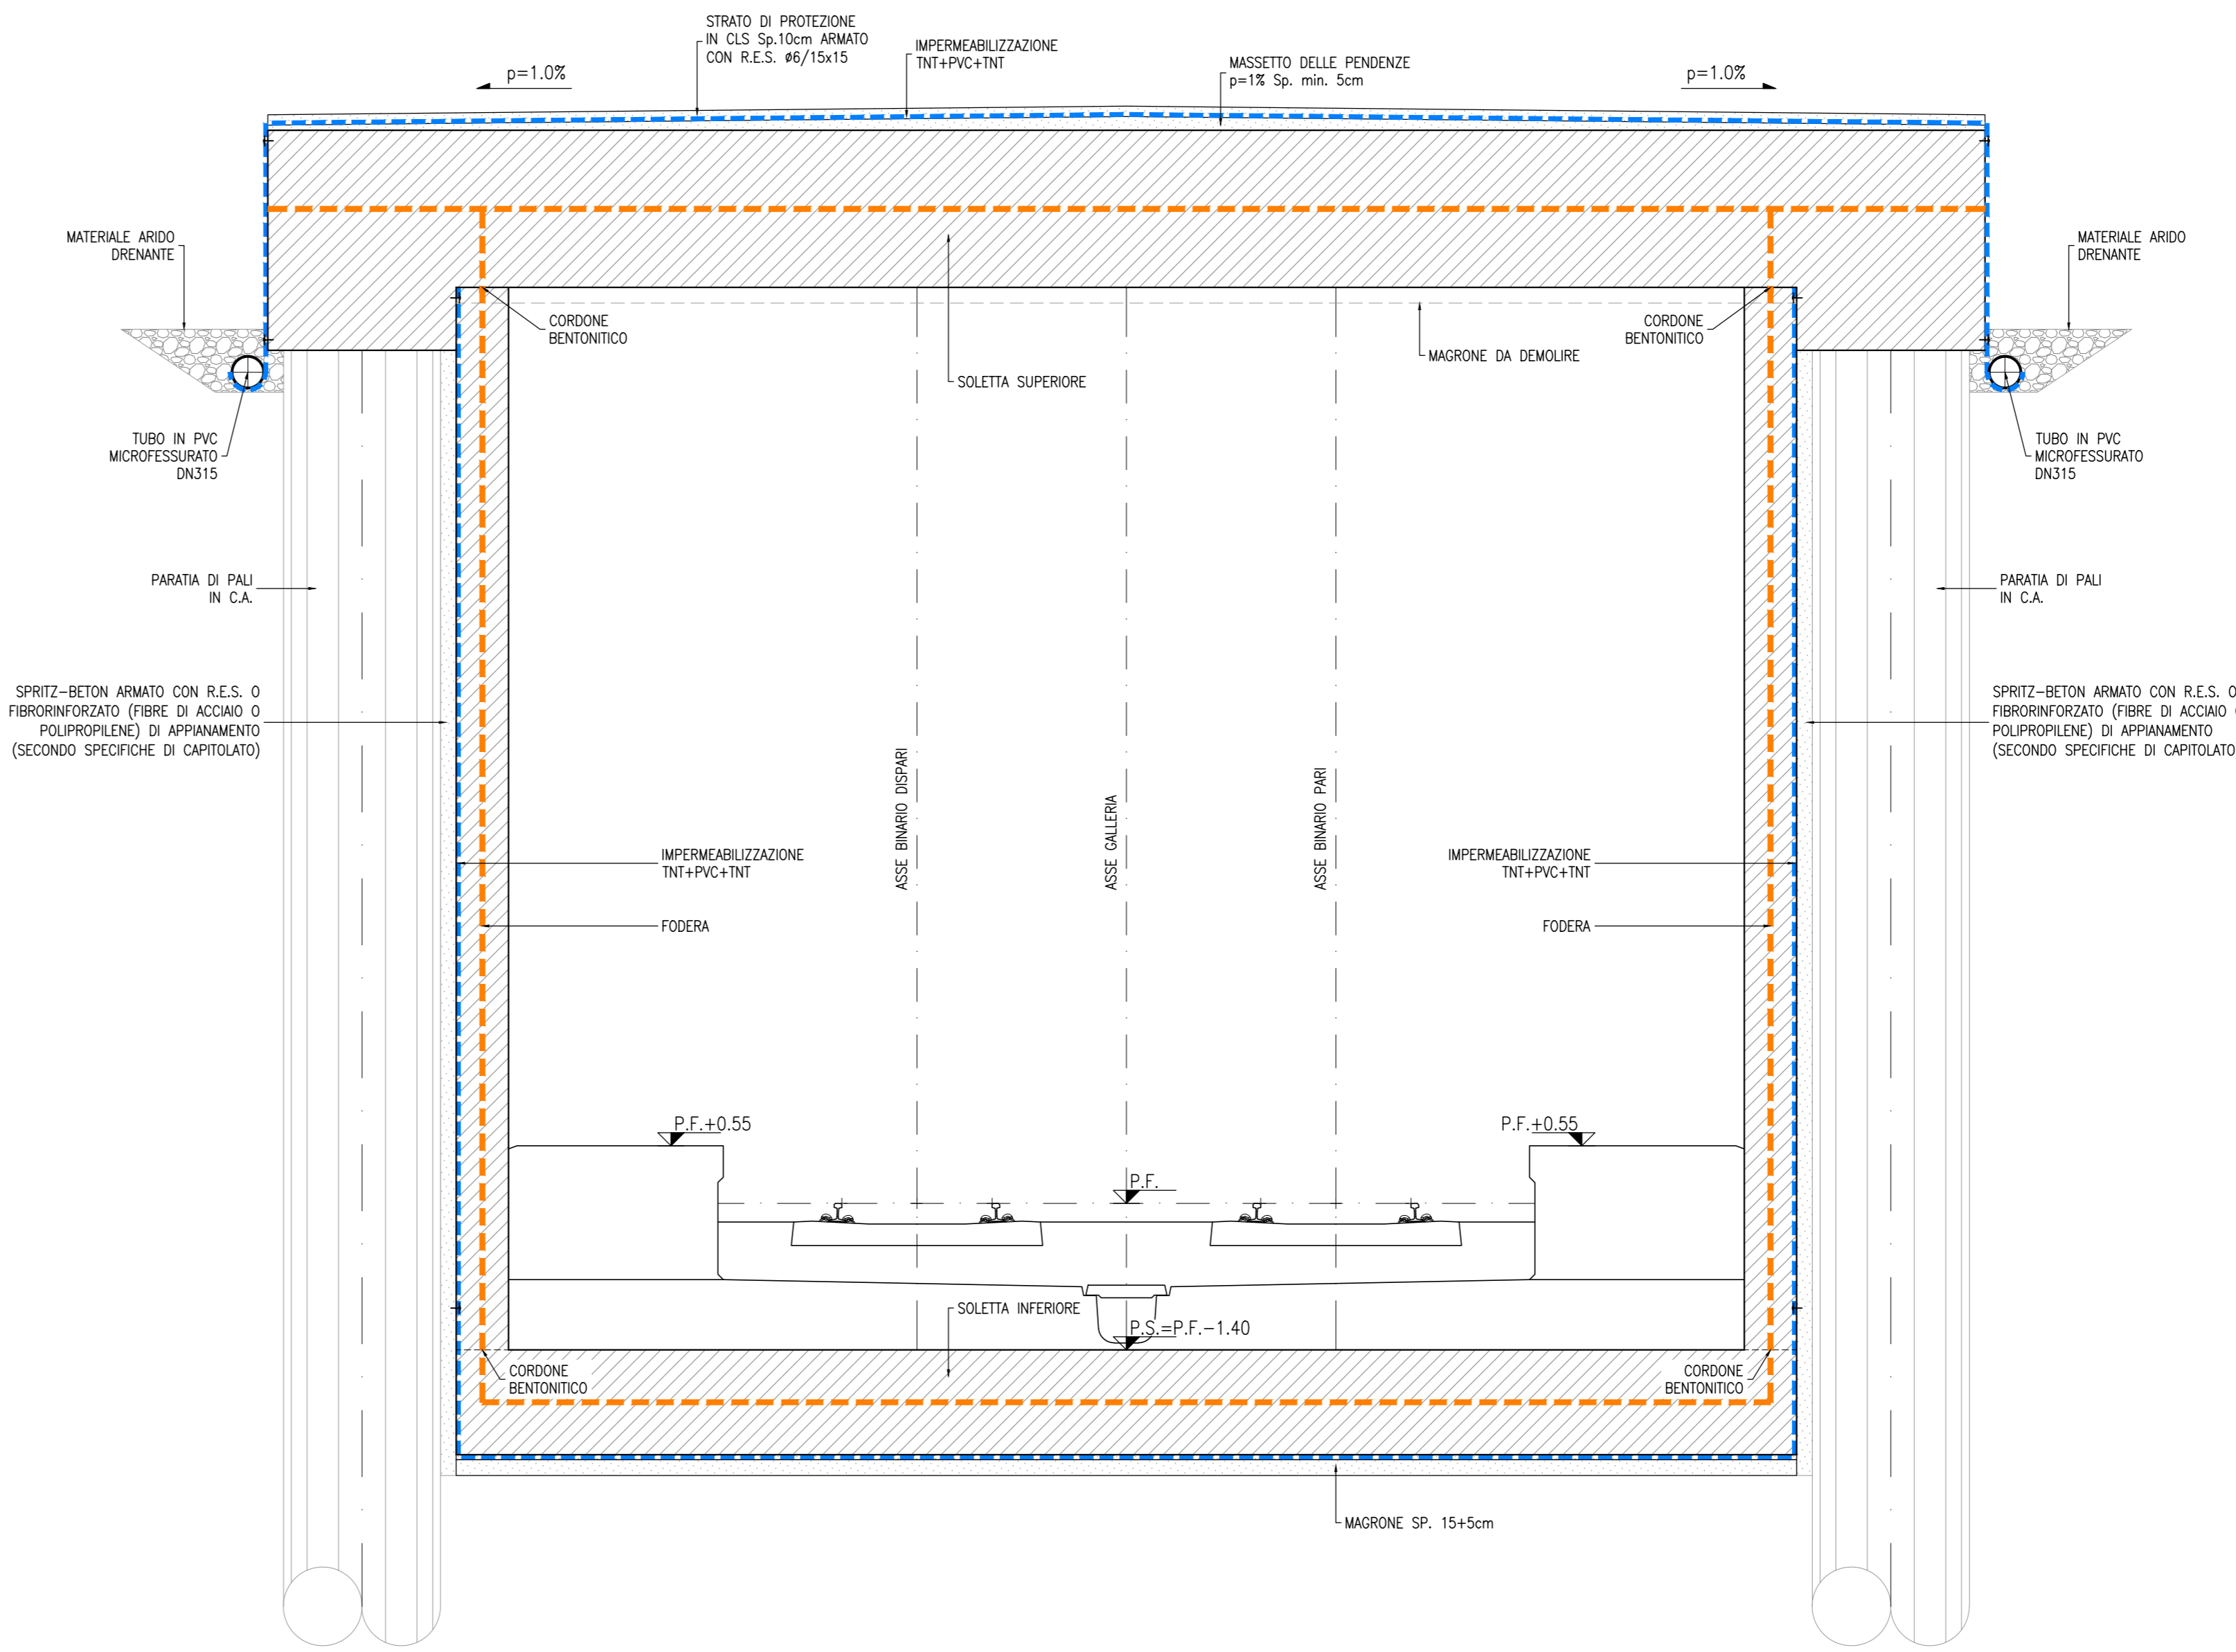 STRATO DI PROTEZIONE
IN CLS Sp.10cm ARMATO
CON R.E.S. ø6/15x15
IMPERMEABILIZZAZIONE
TNT+PVC+TNT
MASSETTO DELLE PENDENZE
p=1% Sp. min. 5cm
p=1.0%
p=1.0%
MATERIALE ARIDO
DRENANTE
MATERIALE ARIDO
DRENANTE
CORDONE
BENTONITICO
CORDONE
BENTONITICO
MAGRONE DA DEMOLIRE
SOLETTA SUPERIORE
TUBO IN PVC
MICROFESSURATO
DN315
TUBO IN PVC
MICROFESSURATO
DN315
PARATIA DI PALI
IN C.A.
PARATIA DI PALI
IN C.A.
SPRITZ-BETON ARMATO CON R.E.S. O
FIBRORINFORZATO (FIBRE DI ACCIAIO O
POLIPROPILENE) DI APPIANAMENTO
(SECONDO SPECIFICHE DI CAPITOLATO)
SPRITZ-BETON ARMATO CON R.E.S. O
FIBRORINFORZATO (FIBRE DI ACCIAIO
POLIPROPILENE) DI APPIANAMENTO
(SECONDO SPECIFICHE DI CAPITOLATO
ASSE BINARIO DISPARI
ASSE GALLERIA
ASSE BINARIO PARI
IMPERMEABILIZZAZIONE
TNT+PVC+TNT
IMPERMEABILIZZAZIONE
TNT+PVC+TNT
FODERA
FODERA
P.F.+0.55
P.F.+0.55
P.F.
SOLETTA INFERIORE
P.S.=P.F.-1.40
CORDONE
BENTONITICO
CORDONE
BENTONITICO
MAGRONE SP. 15+5cm